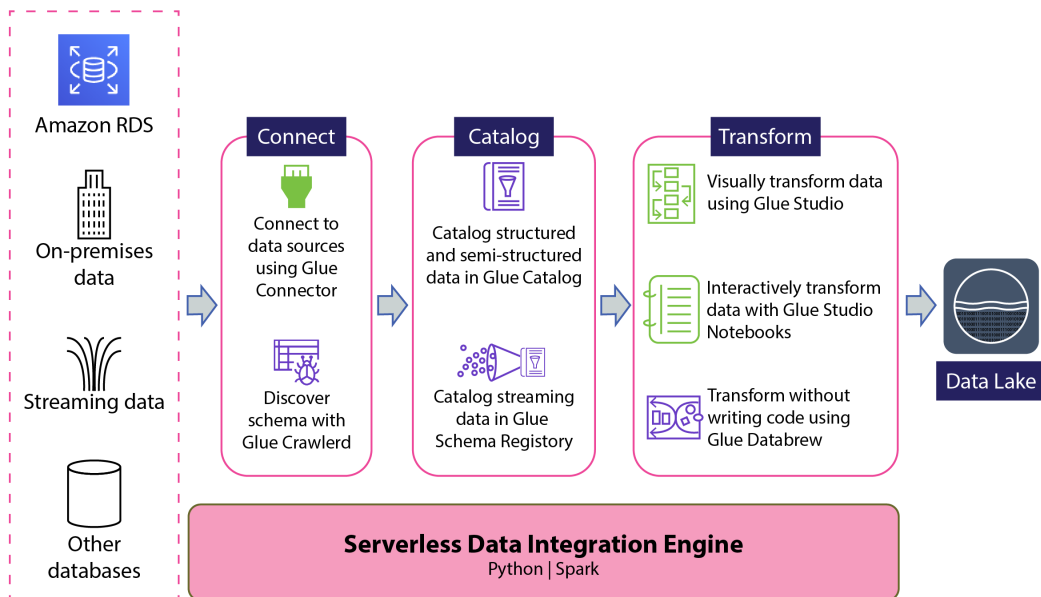 Amazon RDS
On-premises
data
Streaming data
Other
databases
Connect
Connect to
data sources
using Glue
Connector
Discover
schema with
Glue Crawlerd
Catalog
Catalog structured
and semi-structured
data in Glue Catalog
Catalog streaming
data in Glue
Schema Registory
Transform
Visually transform data
using Glue Studio
Interactively transform
data with Glue Studio
Notebooks
Transform without
writing code using
Glue Databrew
Data Lake
Serverless Data Integration Engine
Python | Spark